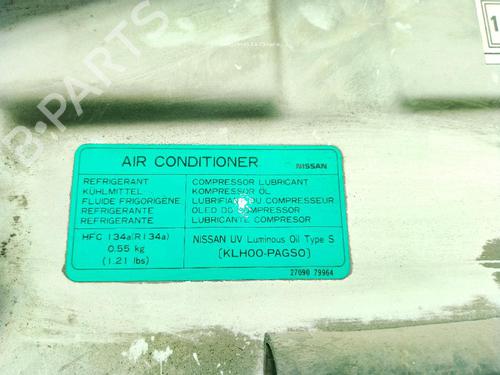 B-PARTS
1
AIR CONDITIONER NISSAN
REFRIGERANT
KÜHLMITTEL
FLUIDE FRIGORIGÈNE
REFRIGERANTE
REFRIGERANTE
COMPRESSOR LUBRICANT
KOMPRESSOR ÖL
LUBRIFIANT DU COMPRESSEUR
OLEO DO COMPRESSOR
LUBRICANTE COMPRESOR
HFC 134a(R134a)
0.55 kg
(1.21 lbs)
NISSAN UV Luminous Oil Type S
(KLH00-PAGS0)
27090 79964